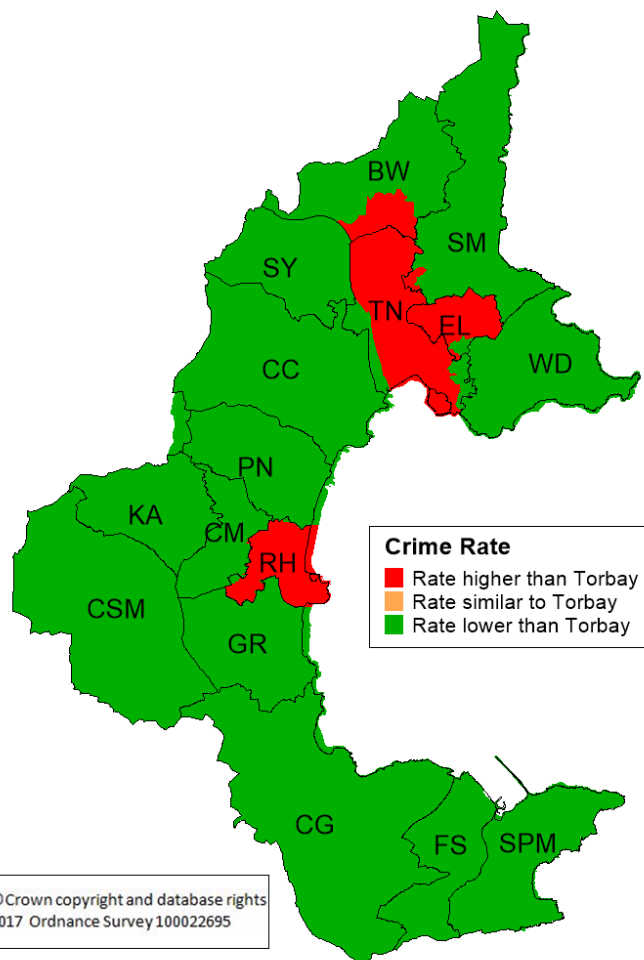 BW
SM
SY
TN
EL
CC
WD
PN
KA
CM
RH
CSM
GR
CG
FS
SPM
Crime Rate
Rate higher than Torbay
Rate similar to Torbay
Rate lower than Torbay
©Crown copyright and database rights
017 Ordnance Survey 100022695